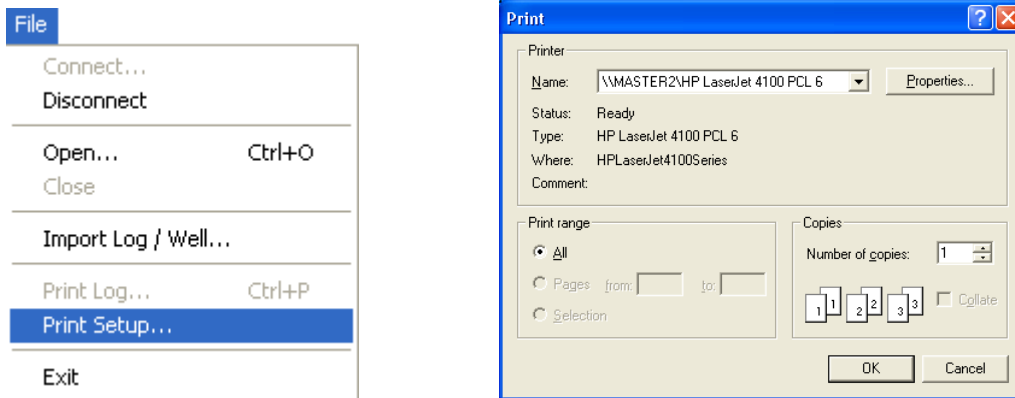 File
Connect...
Disconnect
Open... Ctrl+O
Close
Import Log / Well...
Print Log... Ctrl+P
Print Setup...
Exit
Print
Printer
Name: \\MASTER2\HP LaserJet 4100 PCL 6 Properties...
Status: Ready
Type: HP LaserJet 4100 PCL 6
Where: HPLaserJet4100Series
Comment:
Print range
All
Pages from: to:
Selection
Copies
Number of copies: 1
1 1 2 2 3 3 Collate
OK Cancel